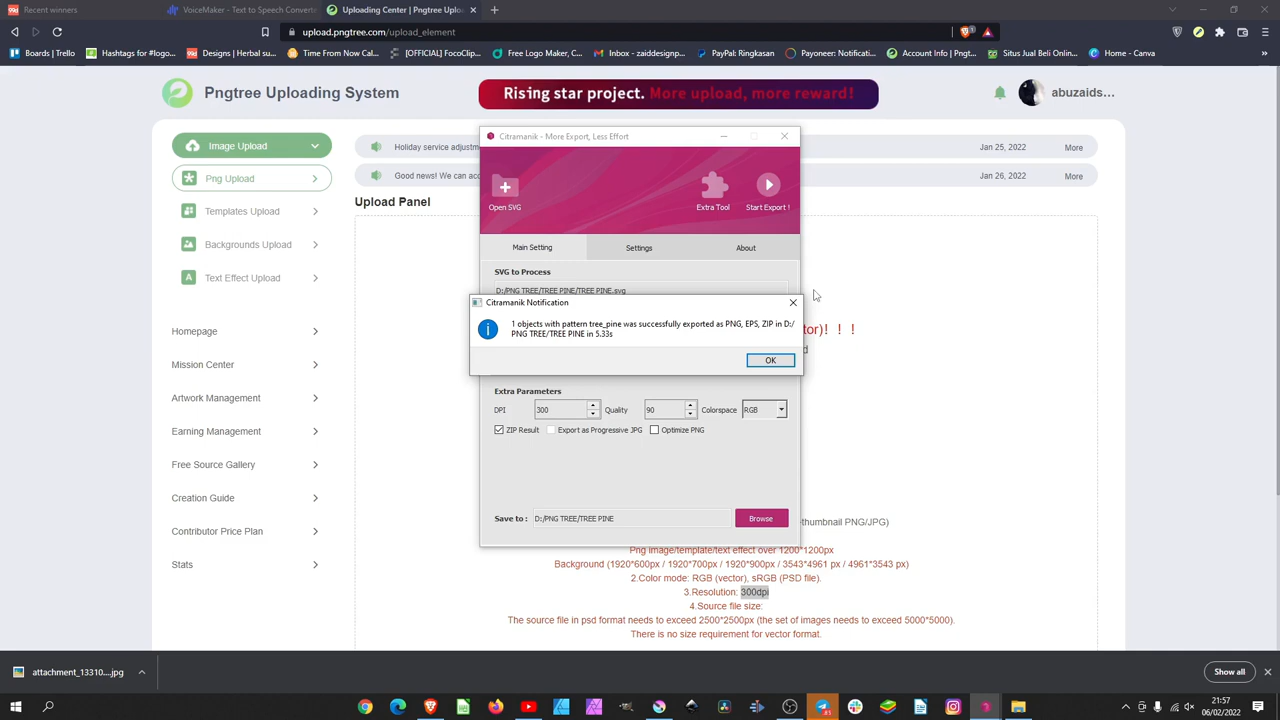 Recent winners
VoiceMaker - Text to Speech Converte
Uploading Center | Pngtree Upload
upload.pngtree.com/upload_element
Boards | Trello
Hashtags for #logo...
Designs | Herbal su...
Time From Now Cal...
[OFFER] FocoClip...
Free Logo Maker, C...
Inbox - zaiddesignp...
PayPal Ringkasan
Payoneer: Notificati...
Account Info | Pngtr...
Situs Jual Beli Onlin...
Home - Canva
Pngtree Uploading System
Rising star project. More upload, more reward!
abuzaids...
Image Upload
Png Upload
Templates Upload
Backgrounds Upload
Text Effect Upload
Homepage
Mission Center
Artwork Management
Earning Management
Free Source Gallery
Creation Guide
Contributor Price Plan
Stats
Holiday service adjustm
Jan 25, 2022
More
Good news! We can acc
Jan 26, 2022
More
Upload Panel
Citramanik - More Export, Less Effort
Open SVG
Extra Tool
Start Export !
Main Setting
Settings
About
SVG to Process
D:/PNG TREE/TREE PINE/TREE PINE.svg
Citramanik Notification
1 objects with pattern tree_pine was successfully exported as PNG, EPS, ZIP in D:/
PNG TREE/TREE PINE in 5.33s
OK
tor)! ! !
Extra Parameters
DPI
300
Quality
90
Colorspace
RGB
ZIP Result
Export as Progressive JPG
Optimize PNG
Save to :
D:/PNG TREE/TREE PINE
Browse
thumbnail PNG/JPG)
Png image/template/text effect over 1200*1200px
Background (1920*600px / 1920*700px / 1920*900px / 3543*4961 px / 4961*3543 px)
2.Color mode: RGB (vector), sRGB (PSD file).
3.Resolution: 300dpi
4.Source file size:
The source file in psd format needs to exceed 2500*2500px (the set of images needs to exceed 5000*5000).
There is no size requirement for vector format.
attachment_13310....jpg
Show all
21:57
06/02/2022